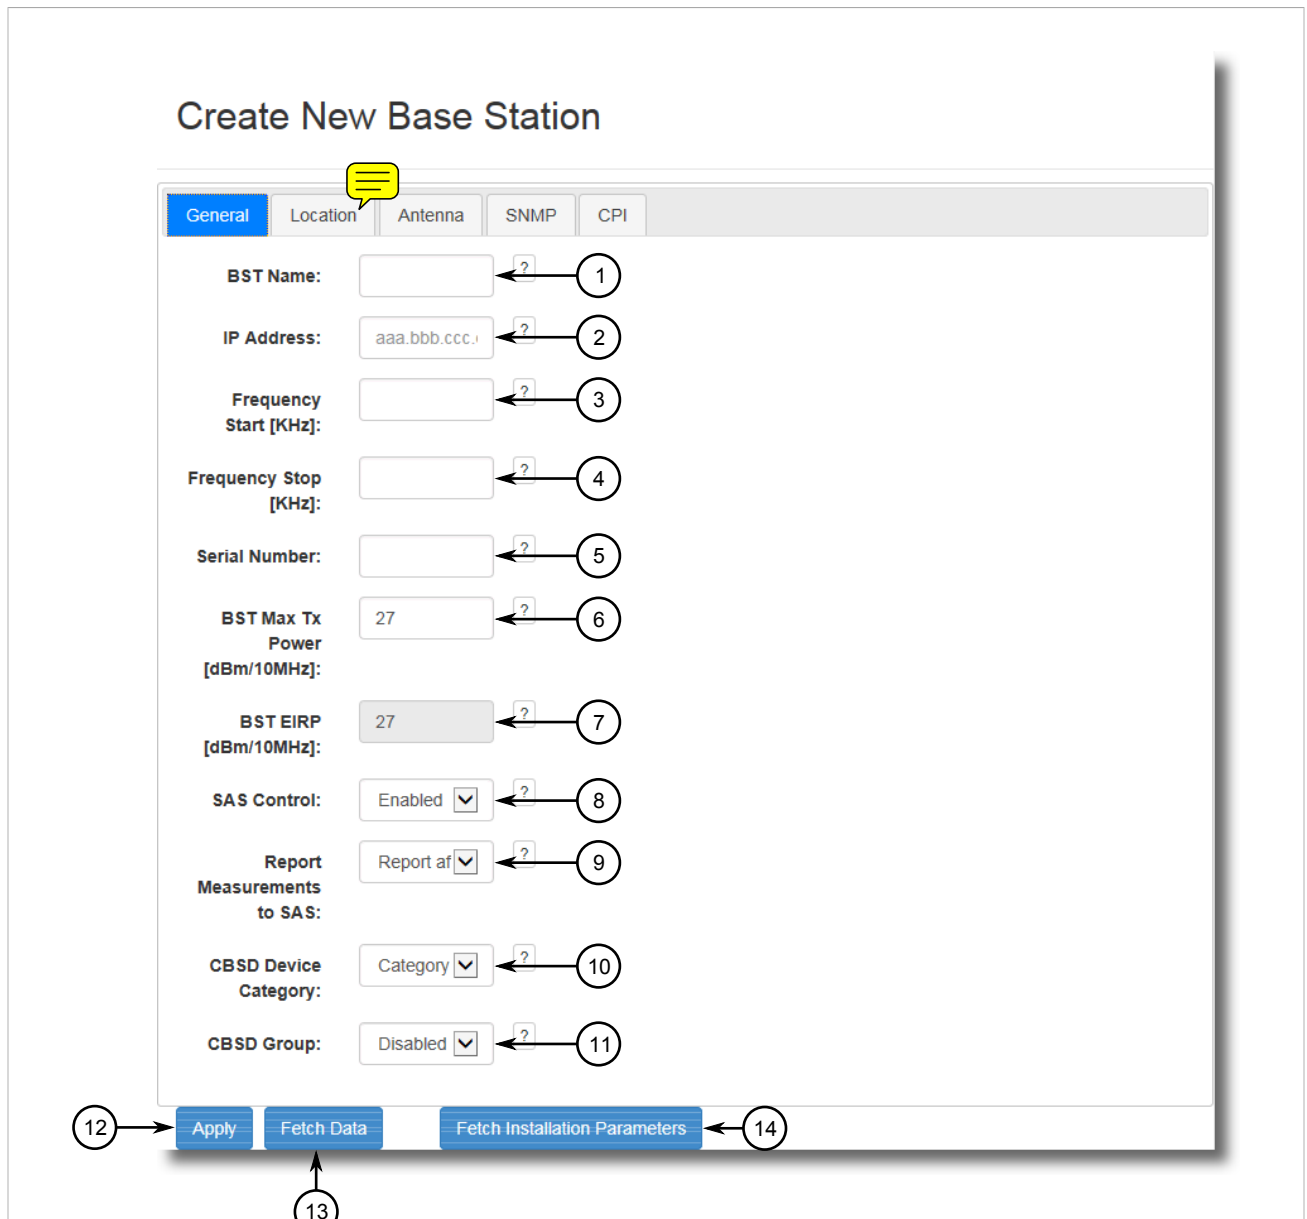 Create New Base Station
General Location Antenna SNMP CPI
BST Name: ? 1
IP Address: aaa.bbb.ccc. ? 2
Frequency
Start [KHz]: ? 3
Frequency Stop
[KHz]: ? 4
Serial Number: ? 5
BST Max Tx
Power
[dBm/10MHz]: 27 ? 6
BST EIRP
[dBm/10MHz]: 27 ? 7
SAS Control: Enabled ? 8
Report
Measurements
to SAS: Report af ? 9
CBSD Device
Category: Category ? 10
CBSD Group: Disabled ? 11
12 Apply Fetch Data Fetch Installation Parameters 14
13